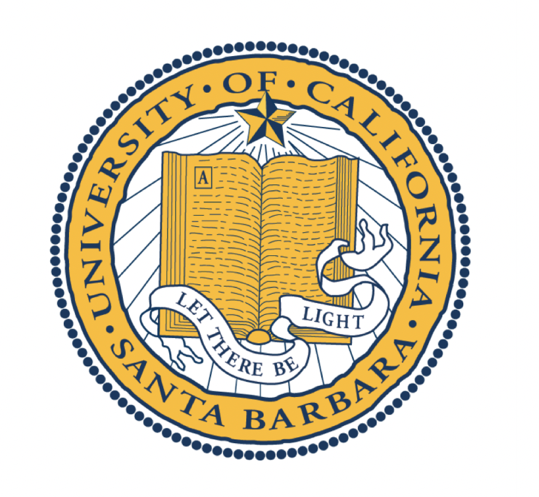 UNIVERSITY • OF • CALIFORNIA • SANTA BARBARA •
A
LET THERE BE LIGHT